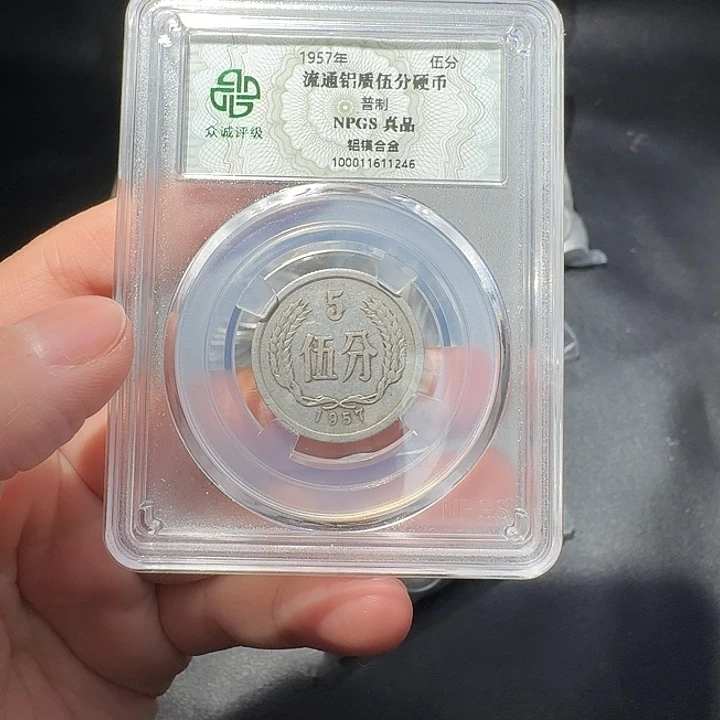 1957年 伍分
流通铝质伍分硬币
普制
NPGS 真品
铝镁合金
100011611246
众诚评级
5
伍分
1957
NPGS